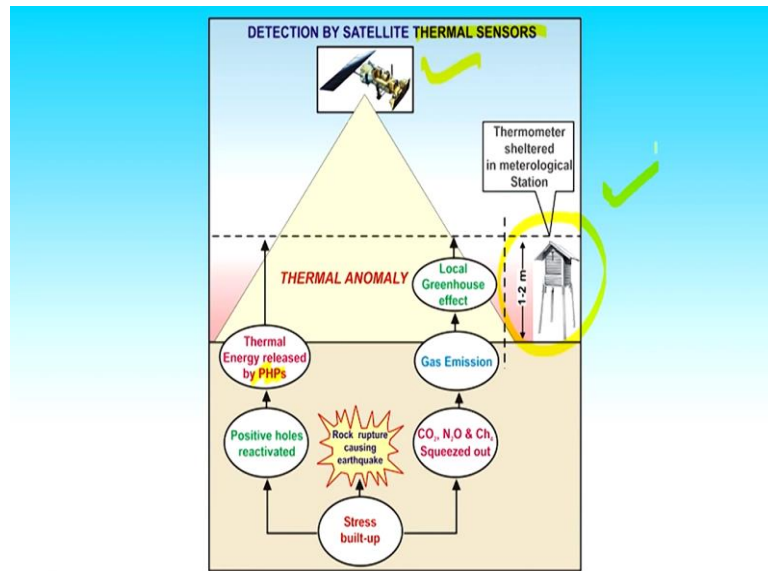 DETECTION BY SATELLITE THERMAL SENSORS
Thermometer
sheltered
in meterological
Station
THERMAL ANOMALY
Local
Greenhouse
effect
1-2 m
Thermal
Energy released
by PHPs
Gas Emission
Positive holes
reactivated
Rock rupture
causing
earthquake
CO₂, N₂O & Ch₄
Squeezed out
Stress
built-up